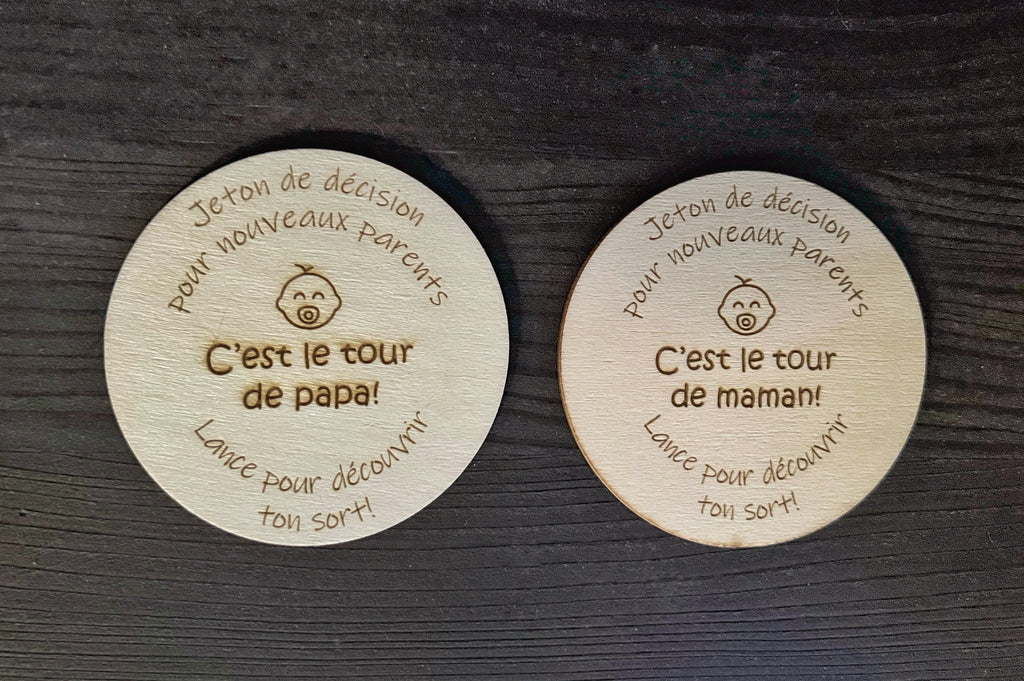 Jeton de décision
pour nouveaux parents
C'est le tour
de papa!
Lance pour découvrir
ton sort!
Jeton de décision
pour nouveaux parents
C'est le tour
de maman!
Lance pour découvrir
ton sort!